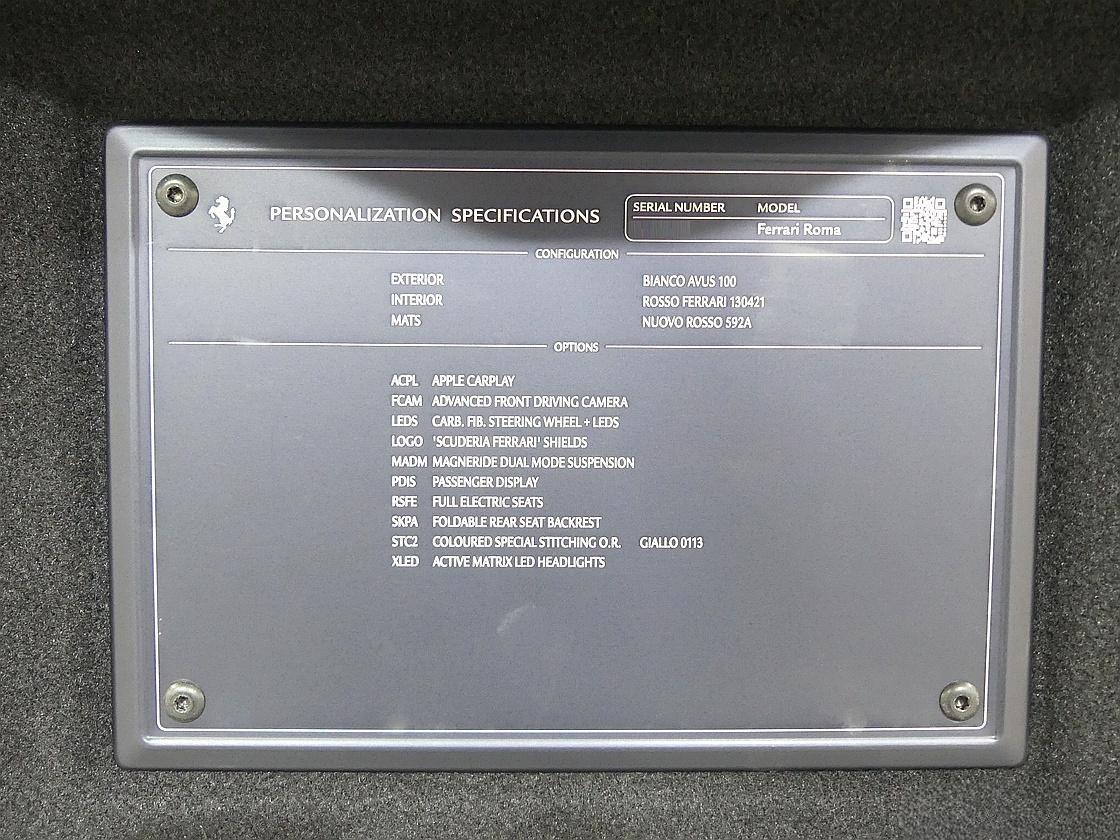 PERSONALIZATION SPECIFICATIONS
SERIAL NUMBER MODEL
Ferrari Roma
CONFIGURATION
EXTERIOR BIANCO AVUS 100
INTERIOR ROSSO FERRARI 130421
MATS NUOVO ROSSO 592A
OPTIONS
ACPL APPLE CARPLAY
FCAM ADVANCED FRONT DRIVING CAMERA
LEDS CARB. FIB. STEERING WHEEL + LEDS
LOGO 'SCUDERIA FERRARI' SHIELDS
MADM MAGNERIDE DUAL MODE SUSPENSION
PDIS PASSENGER DISPLAY
RSFE FULL ELECTRIC SEATS
SKPA FOLDABLE REAR SEAT BACKREST
STC2 COLOURED SPECIAL STITCHING O.R. GIALLO 0113
XLED ACTIVE MATRIX LED HEADLIGHTS